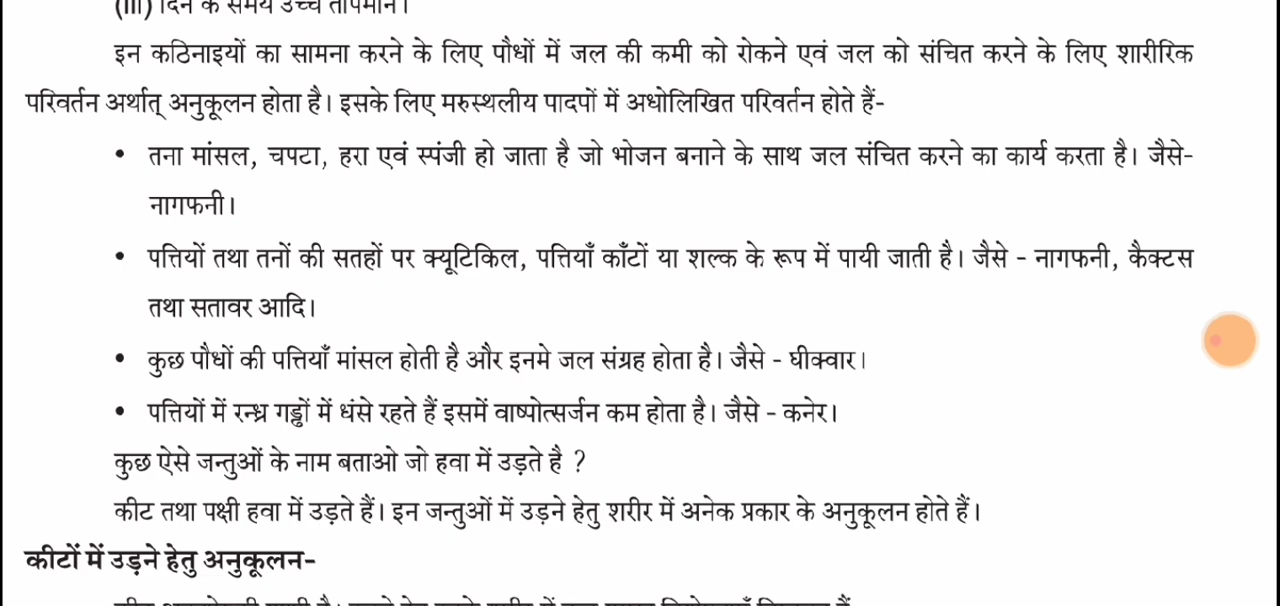 (iii) दिन के समय उच्च तापमान।
इन कठिनाइयों का सामना करने के लिए पौधों में जल की कमी को रोकने एवं जल को संचित करने के लिए शारीरिक
परिवर्तन अर्थात् अनुकूलन होता है। इसके लिए मरुस्थलीय पादपों में अधोलिखित परिवर्तन होते हैं-
• तना मांसल, चपटा, हरा एवं स्पंजी हो जाता है जो भोजन बनाने के साथ जल संचित करने का कार्य करता है। जैसे-
नागफनी।
• पत्तियों तथा तनों की सतहों पर क्यूटिकिल, पत्तियाँ काँटों या शल्क के रूप में पायी जाती है। जैसे - नागफनी, कैक्टस
तथा सतावर आदि।
• कुछ पौधों की पत्तियाँ मांसल होती है और इनमे जल संग्रह होता है। जैसे - घीक्वार।
• पत्तियों में रन्ध्र गड्ढों में धंसे रहते हैं इसमें वाष्पोत्सर्जन कम होता है। जैसे - कनेर।
कुछ ऐसे जन्तुओं के नाम बताओ जो हवा में उड़ते है ?
कीट तथा पक्षी हवा में उड़ते हैं। इन जन्तुओं में उड़ने हेतु शरीर में अनेक प्रकार के अनुकूलन होते हैं।
कीटों में उड़ने हेतु अनुकूलन-